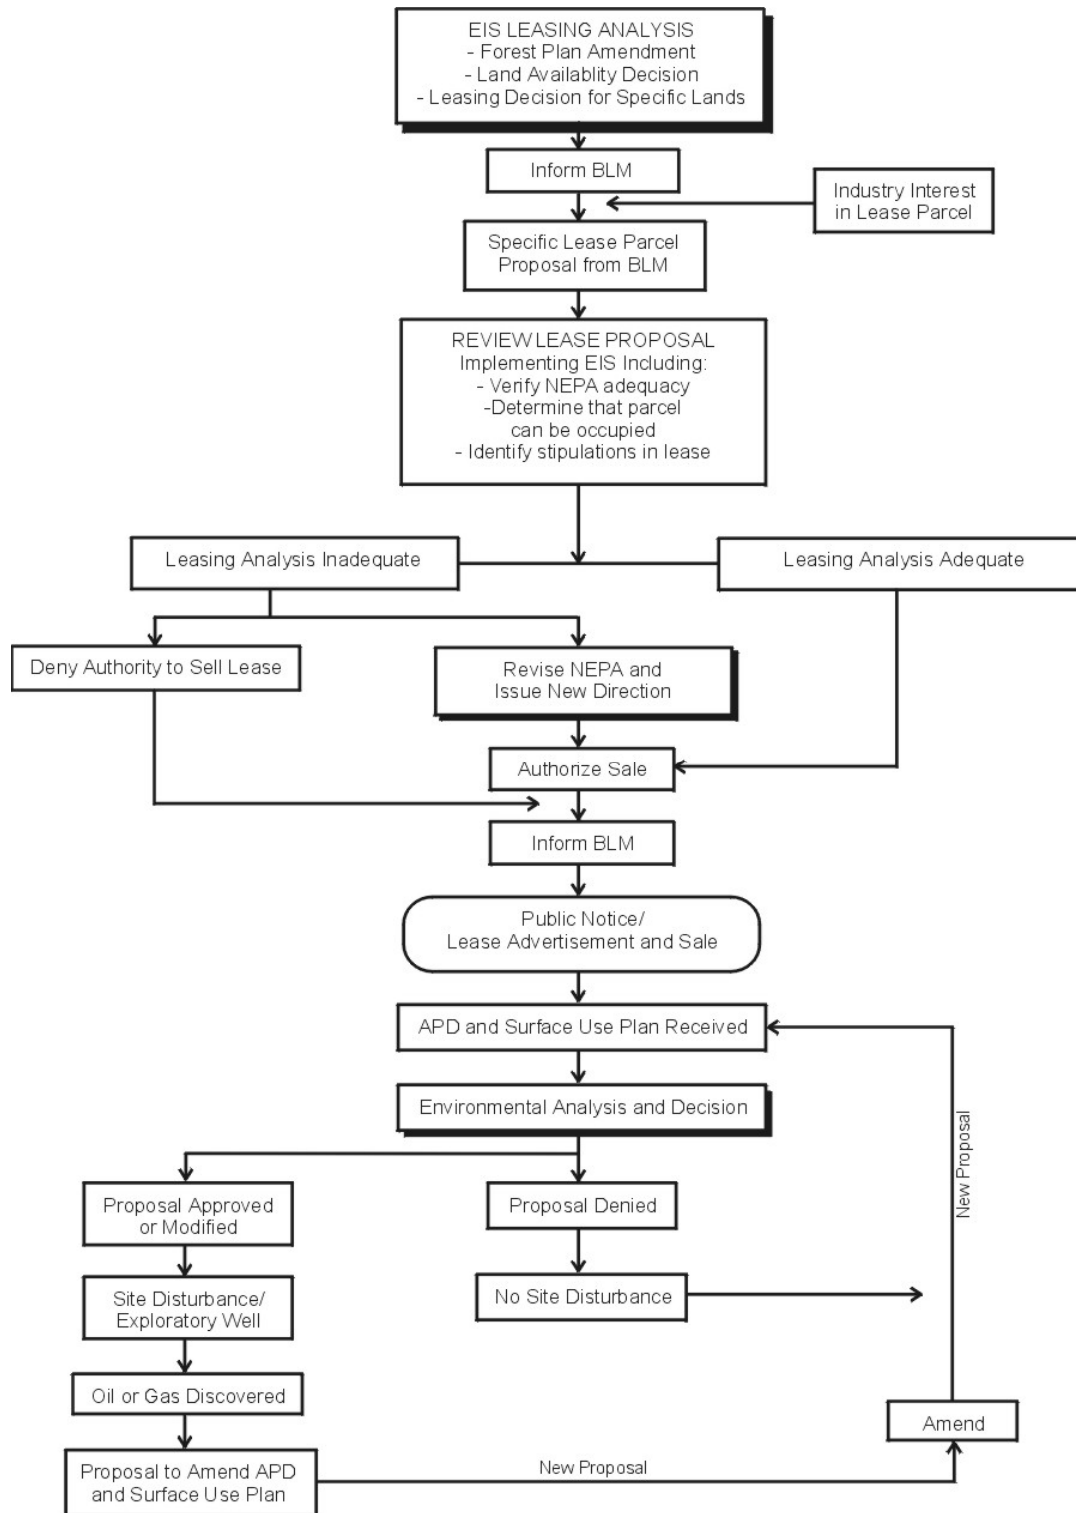 EIS LEASING ANALYSIS
- Forest Plan Amendment
- Land Availablity Decision
- Leasing Decision for Specific Lands
Inform BLM
Industry Interest
in Lease Parcel
Specific Lease Parcel
Proposal from BLM
REVIEW LEASE PROPOSAL
Implementing EIS Including:
- Verify NEPA adequacy
-Determine that parcel
can be occupied
- Identify stipulations in lease
Leasing Analysis Inadequate
Leasing Analysis Adequate
Deny Authority to Sell Lease
Revise NEPA and
Issue New Direction
Authorize Sale
Inform BLM
Public Notice/
Lease Advertisement and Sale
APD and Surface Use Plan Received
Environmental Analysis and Decision
New Proposal
Proposal Approved
or Modified
Proposal Denied
Site Disturbance/
Exploratory Well
No Site Disturbance
Oil or Gas Discovered
Amend
Proposal to Amend APD
and Surface Use Plan
New Proposal